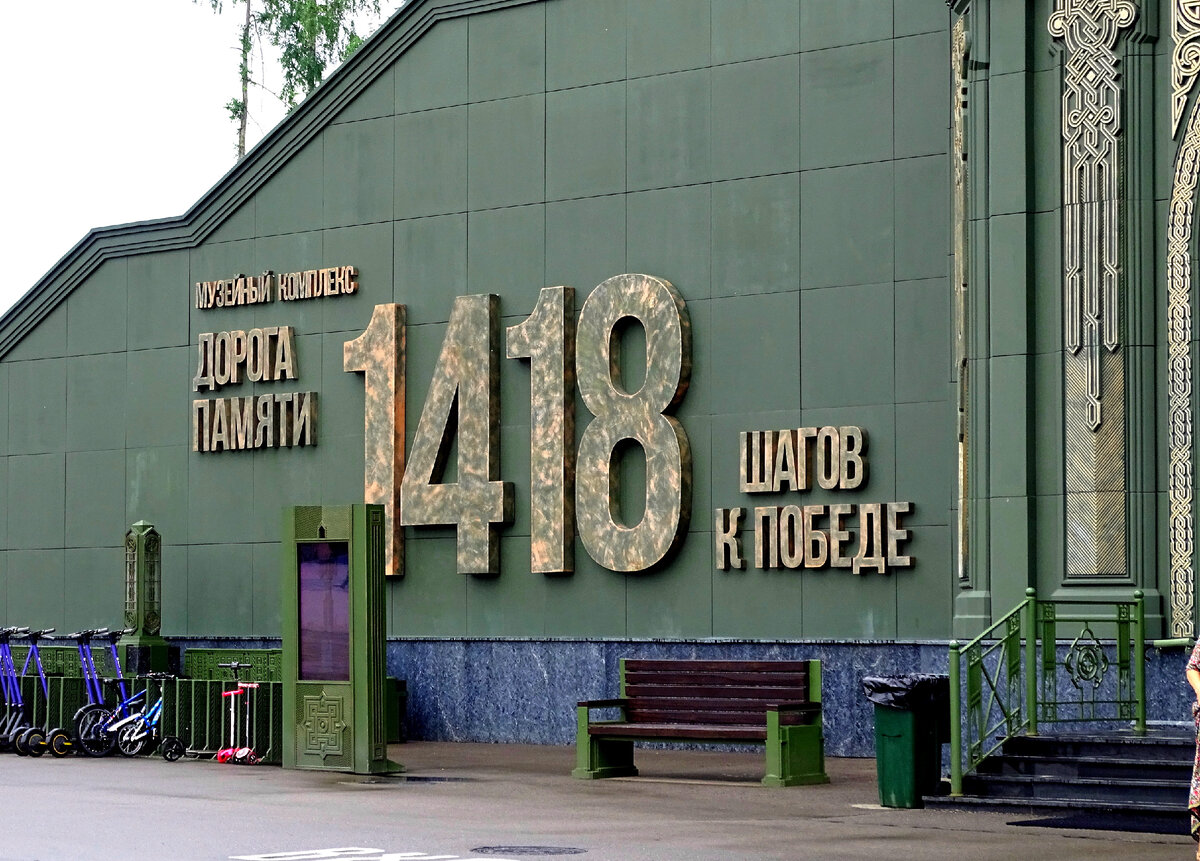 МУЗЕЙНЫЙ КОМПЛЕКС
ДОРОГА
ПАМЯТИ
1418
ШАГОВ
К ПОБЕДЕ